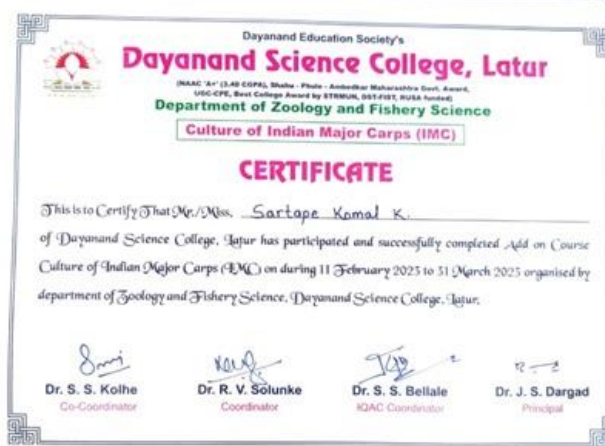 Dayanand Education Society's
Dayanand Science College, Latur
(NAAC 'A+' (3.40 CGPA), Shahu - Phule - Ambedkar Maharashtra Govt. Award,
UGC-CPE, Best College Award by STRMUN, DST-FIST, RUSA funded)
Department of Zoology and Fishery Science
Culture of Indian Major Carps (IMC)
CERTIFICATE
This is to Certify That Mr./Miss. Sartape Komal K.
of Dayanand Science College, Latur has participated and successfully completed Add on Course
Culture of Indian Major Carps (IMC) on during 11 February 2025 to 31 March 2025 organised by
department of Zoology and Fishery Science, Dayanand Science College, Latur.
Dr. S. S. Kolhe Dr. R. V. Solunke Dr. S. S. Bellale Dr. J. S. Dargad
Co-Coordinator Coordinator IQAC Coordinator Principal